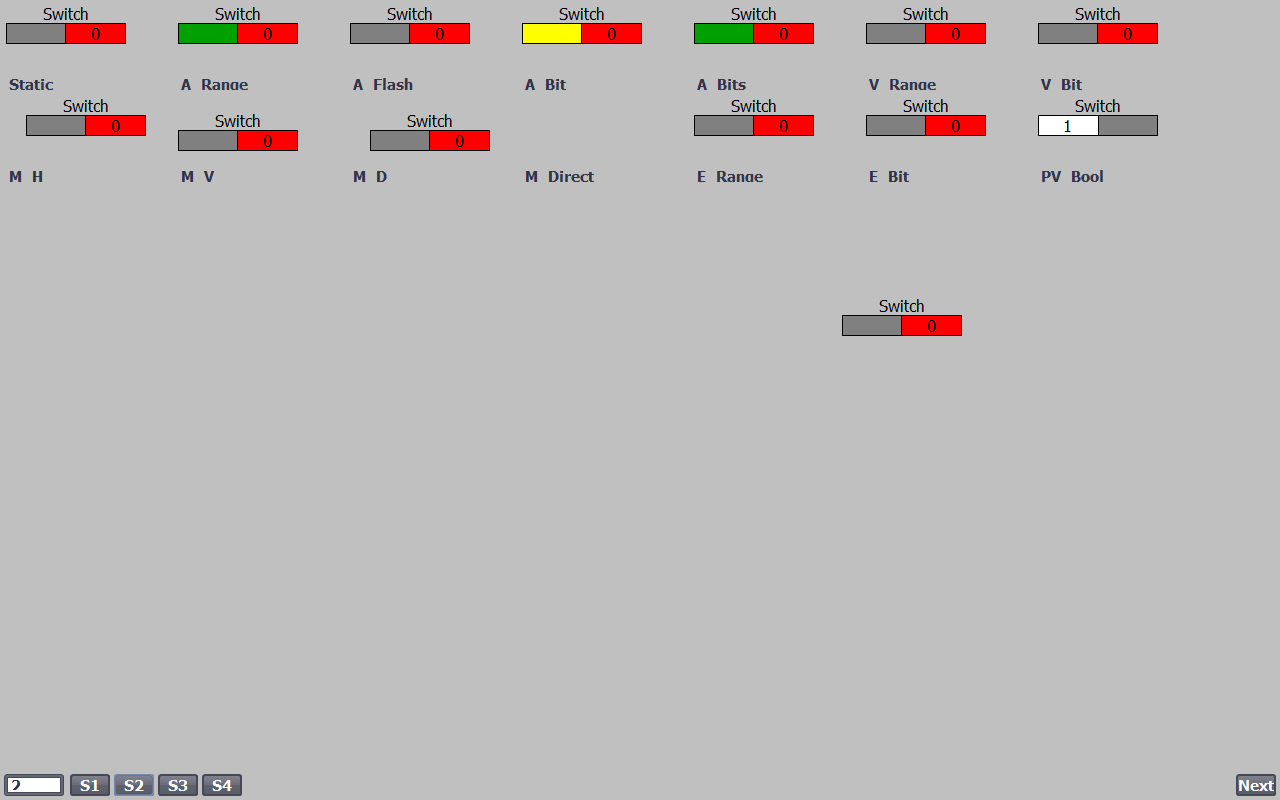 Switch Switch Switch Switch Switch Switch Switch
0 0 0 0 0 0 0
Static A Range A Flash A Bit A Bits V Range V Bit
Switch Switch Switch Switch Switch Switch
0 0 0 0 0 1
M H M V M D M Direct E Range E Bit PV Bool
Switch
0
2 S1 S2 S3 S4 Next